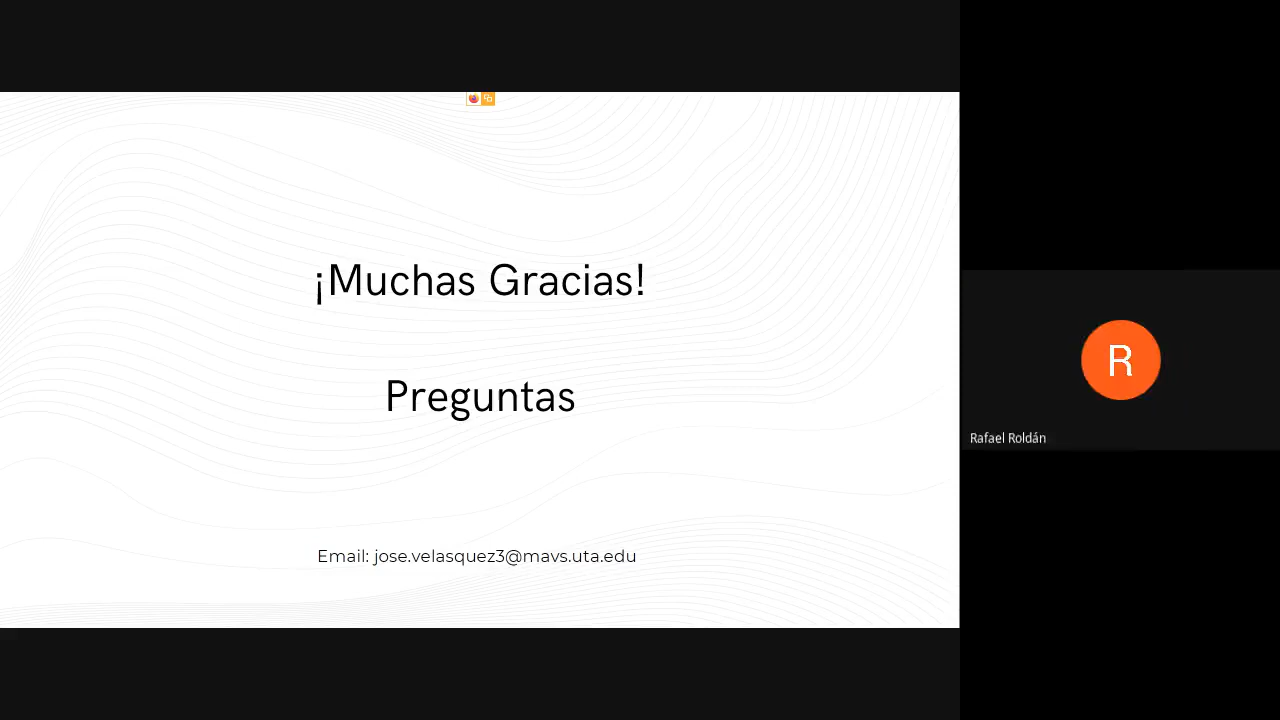 ¡Muchas Gracias!
Preguntas
Email: jose.velasquez3@mavs.uta.edu
R
Rafael Roldán